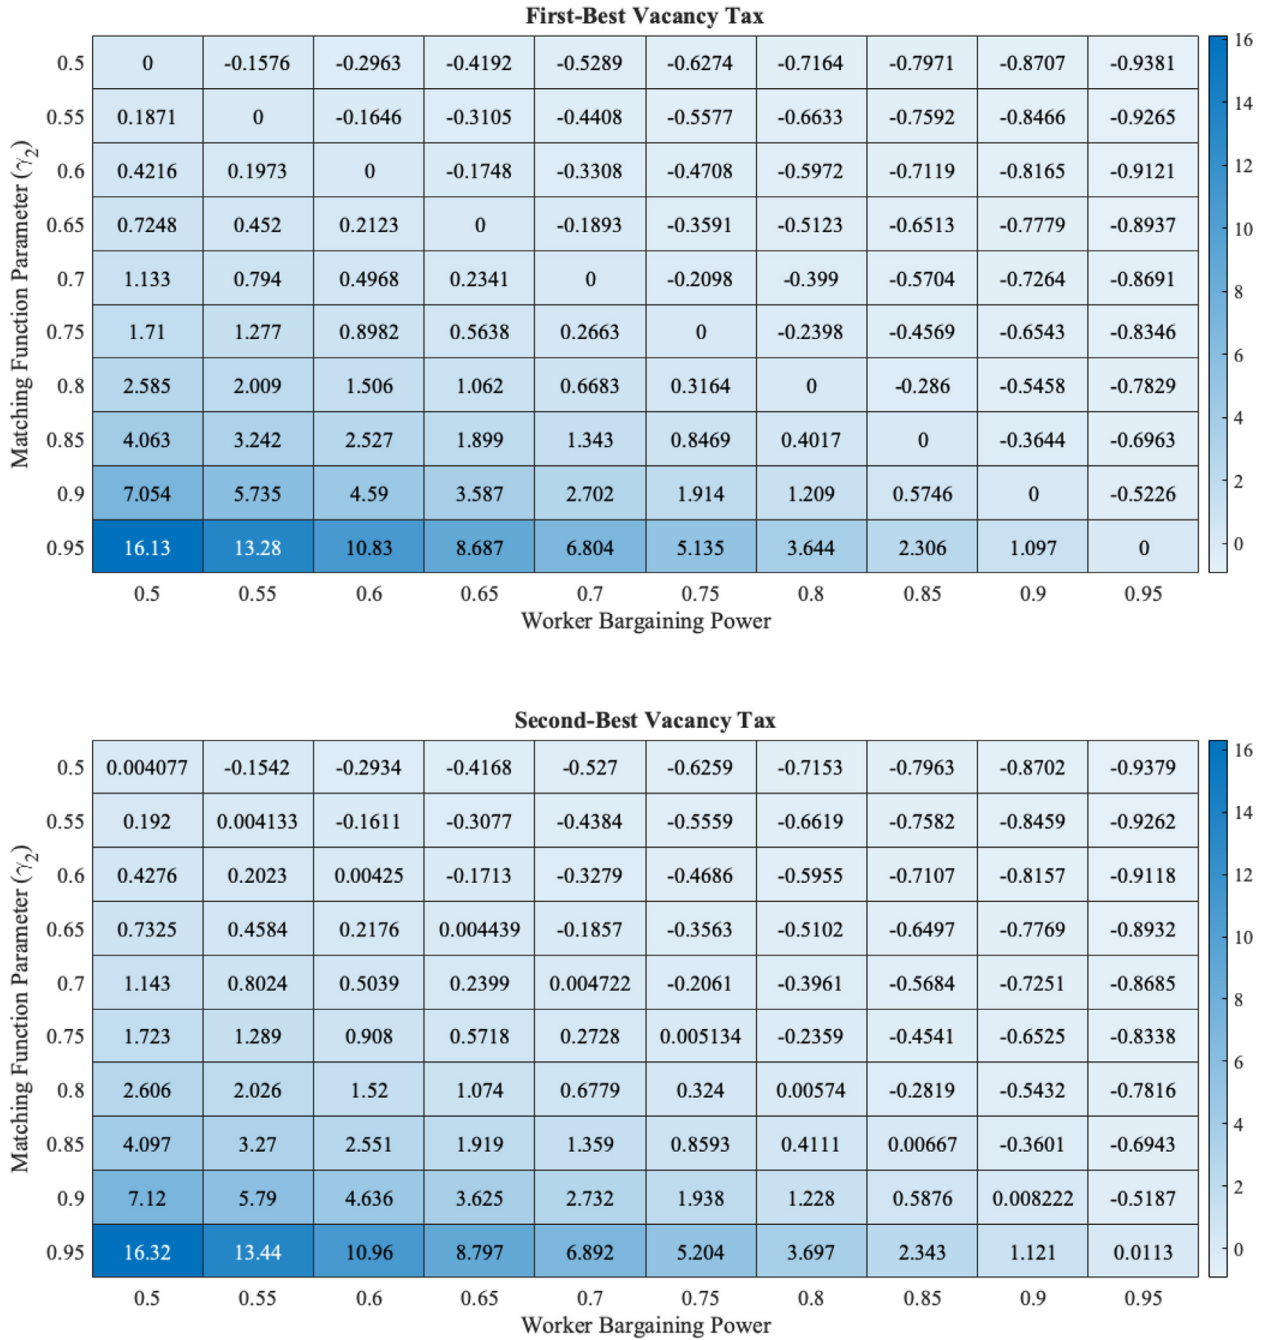 First-Best Vacancy Tax
0.5 0 -0.1576 -0.2963 -0.4192 -0.5289 -0.6274 -0.7164 -0.7971 -0.8707 -0.9381
0.55 0.1871 0 -0.1646 -0.3105 -0.4408 -0.5577 -0.6633 -0.7592 -0.8466 -0.9265
0.6 0.4216 0.1973 0 -0.1748 -0.3308 -0.4708 -0.5972 -0.7119 -0.8165 -0.9121
0.65 0.7248 0.452 0.2123 0 -0.1893 -0.3591 -0.5123 -0.6513 -0.7779 -0.8937
0.7 1.133 0.794 0.4968 0.2341 0 -0.2098 -0.399 -0.5704 -0.7264 -0.8691
0.75 1.71 1.277 0.8982 0.5638 0.2663 0 -0.2398 -0.4569 -0.6543 -0.8346
0.8 2.585 2.009 1.506 1.062 0.6683 0.3164 0 -0.286 -0.5458 -0.7829
0.85 4.063 3.242 2.527 1.899 1.343 0.8469 0.4017 0 -0.3644 -0.6963
0.9 7.054 5.735 4.59 3.587 2.702 1.914 1.209 0.5746 0 -0.5226
0.95 16.13 13.28 10.83 8.687 6.804 5.135 3.644 2.306 1.097 0
0.5 0.55 0.6 0.65 0.7 0.75 0.8 0.85 0.9 0.95
Worker Bargaining Power
Matching Function Parameter (γ2)
16
14
12
10
8
6
4
2
0
Second-Best Vacancy Tax
0.5 0.004077 -0.1542 -0.2934 -0.4168 -0.527 -0.6259 -0.7153 -0.7963 -0.8702 -0.9379
0.55 0.192 0.004133 -0.1611 -0.3077 -0.4384 -0.5559 -0.6619 -0.7582 -0.8459 -0.9262
0.6 0.4276 0.2023 0.00425 -0.1713 -0.3279 -0.4686 -0.5955 -0.7107 -0.8157 -0.9118
0.65 0.7325 0.4584 0.2176 0.004439 -0.1857 -0.3563 -0.5102 -0.6497 -0.7769 -0.8932
0.7 1.143 0.8024 0.5039 0.2399 0.004722 -0.2061 -0.3961 -0.5684 -0.7251 -0.8685
0.75 1.723 1.289 0.908 0.5718 0.2728 0.005134 -0.2359 -0.4541 -0.6525 -0.8338
0.8 2.606 2.026 1.52 1.074 0.6779 0.324 0.00574 -0.2819 -0.5432 -0.7816
0.85 4.097 3.27 2.551 1.919 1.359 0.8593 0.4111 0.00667 -0.3601 -0.6943
0.9 7.12 5.79 4.636 3.625 2.732 1.938 1.228 0.5876 0.008222 -0.5187
0.95 16.32 13.44 10.96 8.797 6.892 5.204 3.697 2.343 1.121 0.0113
0.5 0.55 0.6 0.65 0.7 0.75 0.8 0.85 0.9 0.95
Worker Bargaining Power
Matching Function Parameter (γ2)
16
14
12
10
8
6
4
2
0